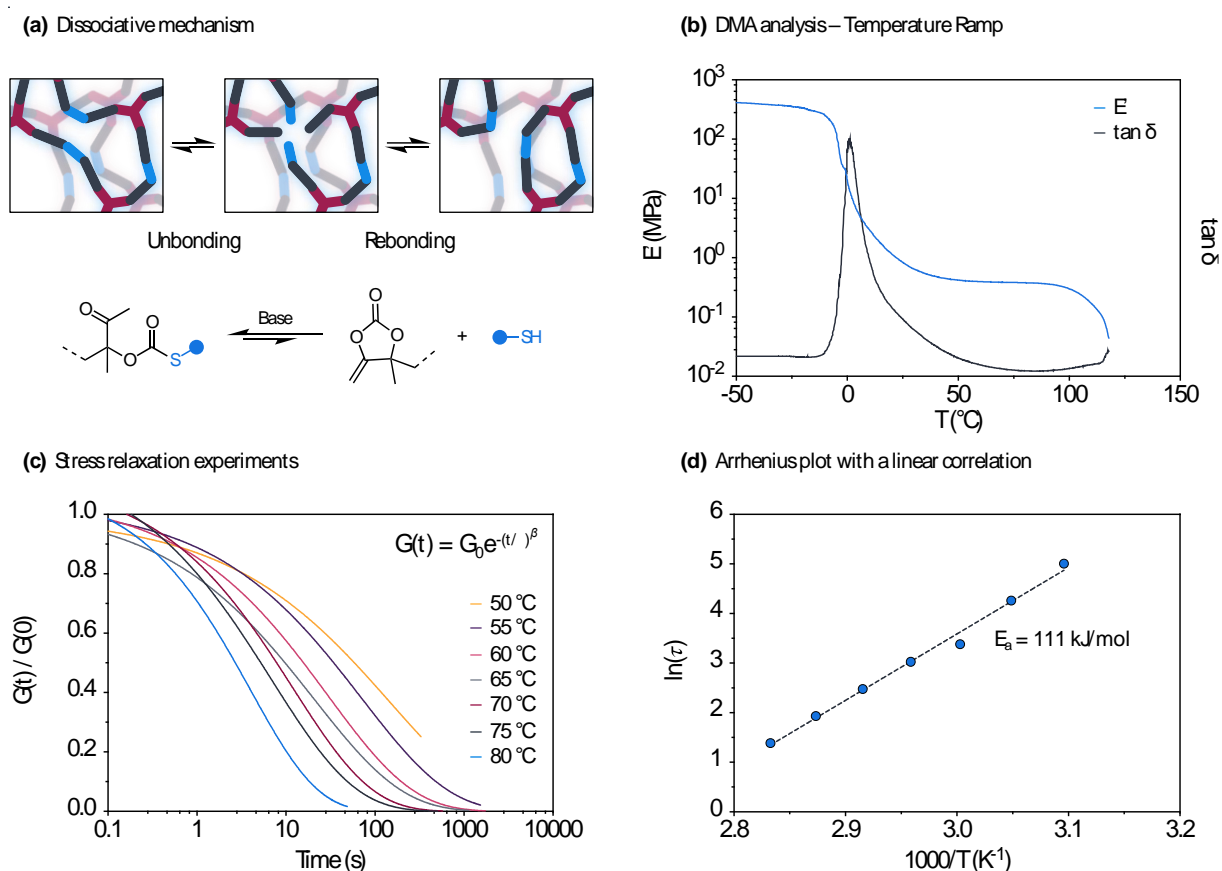 (a) Dissociative mechanism
Unbonding
Rebonding
O
O
O
S
Base
O
O
O
+
SH
(b) DMA analysis – Temperature Ramp
10³
10²
10¹
10⁰
10⁻¹
10⁻²
E' (MPa)
E'
tan δ
tan δ
-50
0
50
100
150
T (°C)
(c) Stress relaxation experiments
1.0
0.8
0.6
0.4
0.2
0.0
G(t) / G(0)
G(t) = G₀e^-(t/ )^β
50 °C
55 °C
60 °C
65 °C
70 °C
75 °C
80 °C
0.1
1
10
100
1000
10000
Time (s)
(d) Arrhenius plot with a linear correlation
6
5
4
3
2
1
0
ln(τ)
Eₐ = 111 kJ/mol
2.8
2.9
3.0
3.1
3.2
1000/T (K⁻¹)